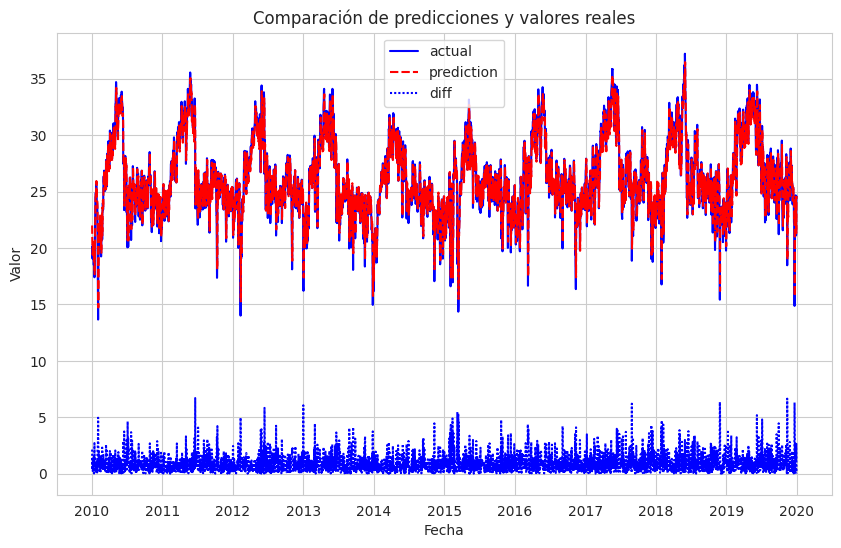 Comparación de predicciones y valores reales
actual
prediction
diff
Valor
35
30
25
20
15
10
5
0
2010 2011 2012 2013 2014 2015 2016 2017 2018 2019 2020
Fecha